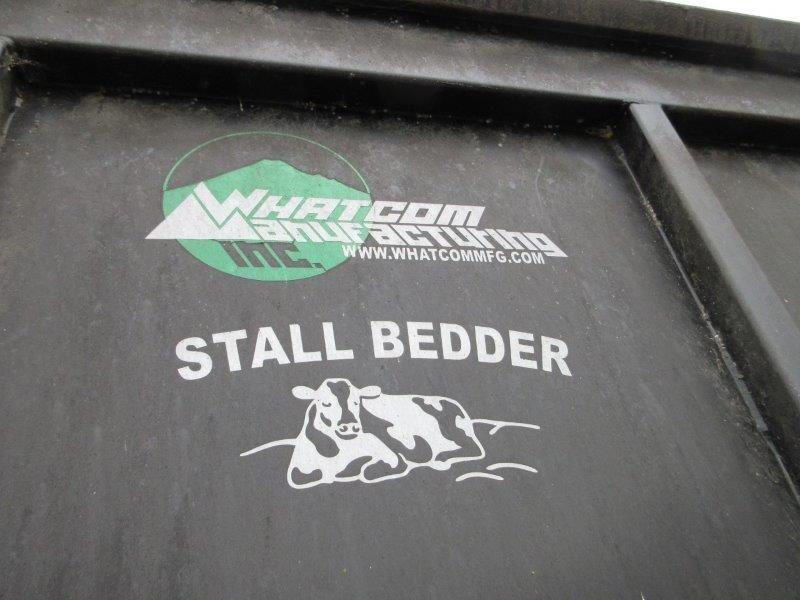 WHATCOM
MANUFACTURING
INC.
WWW.WHATCOMMFG.COM
STALL BEDDER